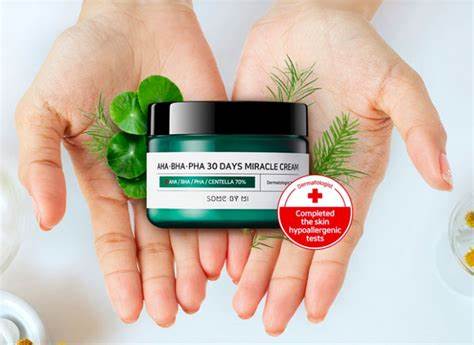 AHA·BHA·PHA 30 DAYS MIRACLE CREAM
AHA / BHA / PHA / CENTELLA 70%
Dermatologist
SOME BY MI
Dermatologist
Completed
the skin
hypoallergenic
tests